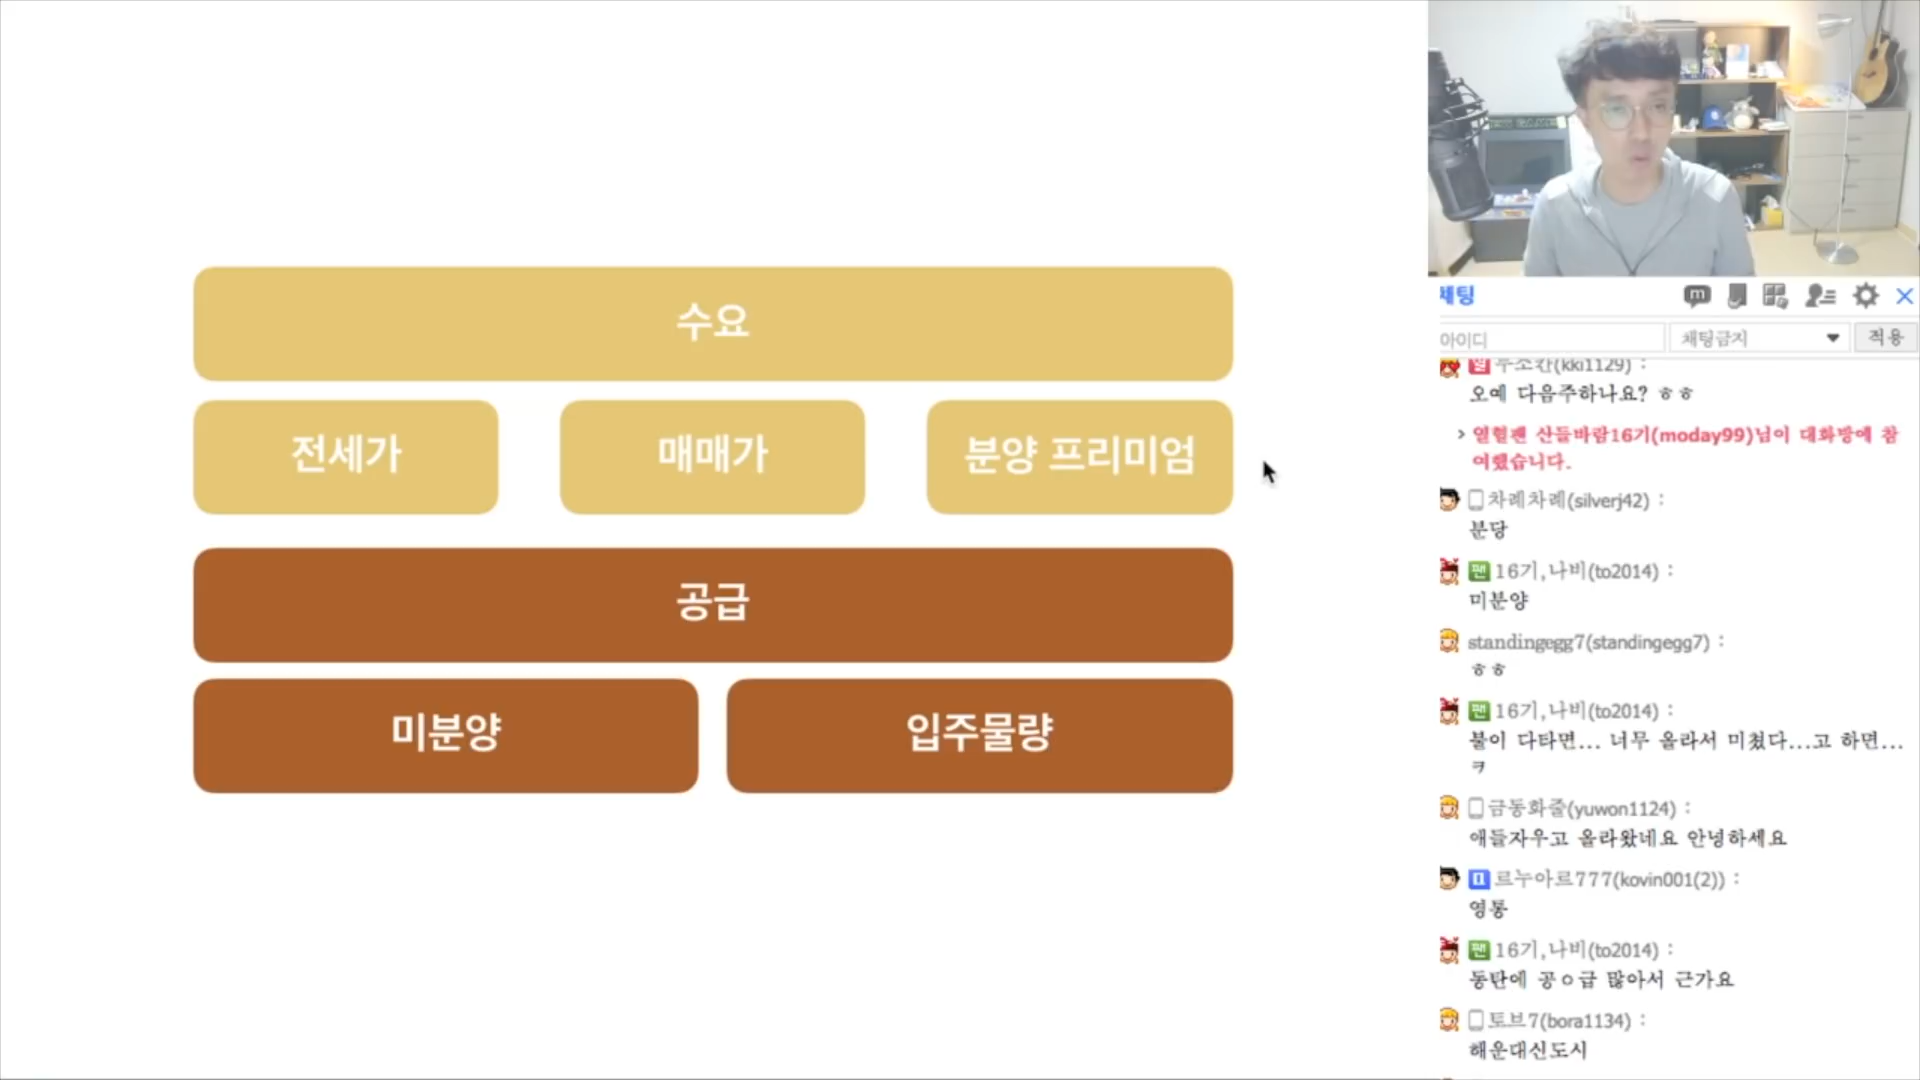 수요
전세가
매매가
분양 프리미엄
공급
미분양
입주물량
채팅
아이디
채팅금지
적용
(kki1129) :
오예 다음주하나요? ㅎㅎ
열혈팬 산들바람16기(moday99)님이 대화방에 참
여했습니다.
차례차례(silverj42) :
분당
팬 16기,나비(to2014) :
미분양
standingegg7(standingegg7) :
ㅎㅎ
팬 16기,나비(to2014) :
불이 다타면... 너무 올라서 미쳤다...고 하면...
ㅋ
금동화줄(yuwon1124) :
애들자우고 올라왔네요 안녕하세요
르누아르777(kovin001(2)) :
영통
팬 16기,나비(to2014) :
동탄에 공ㅇ급 많아서 근가요
토브7(bora1134) :
해운대신도시